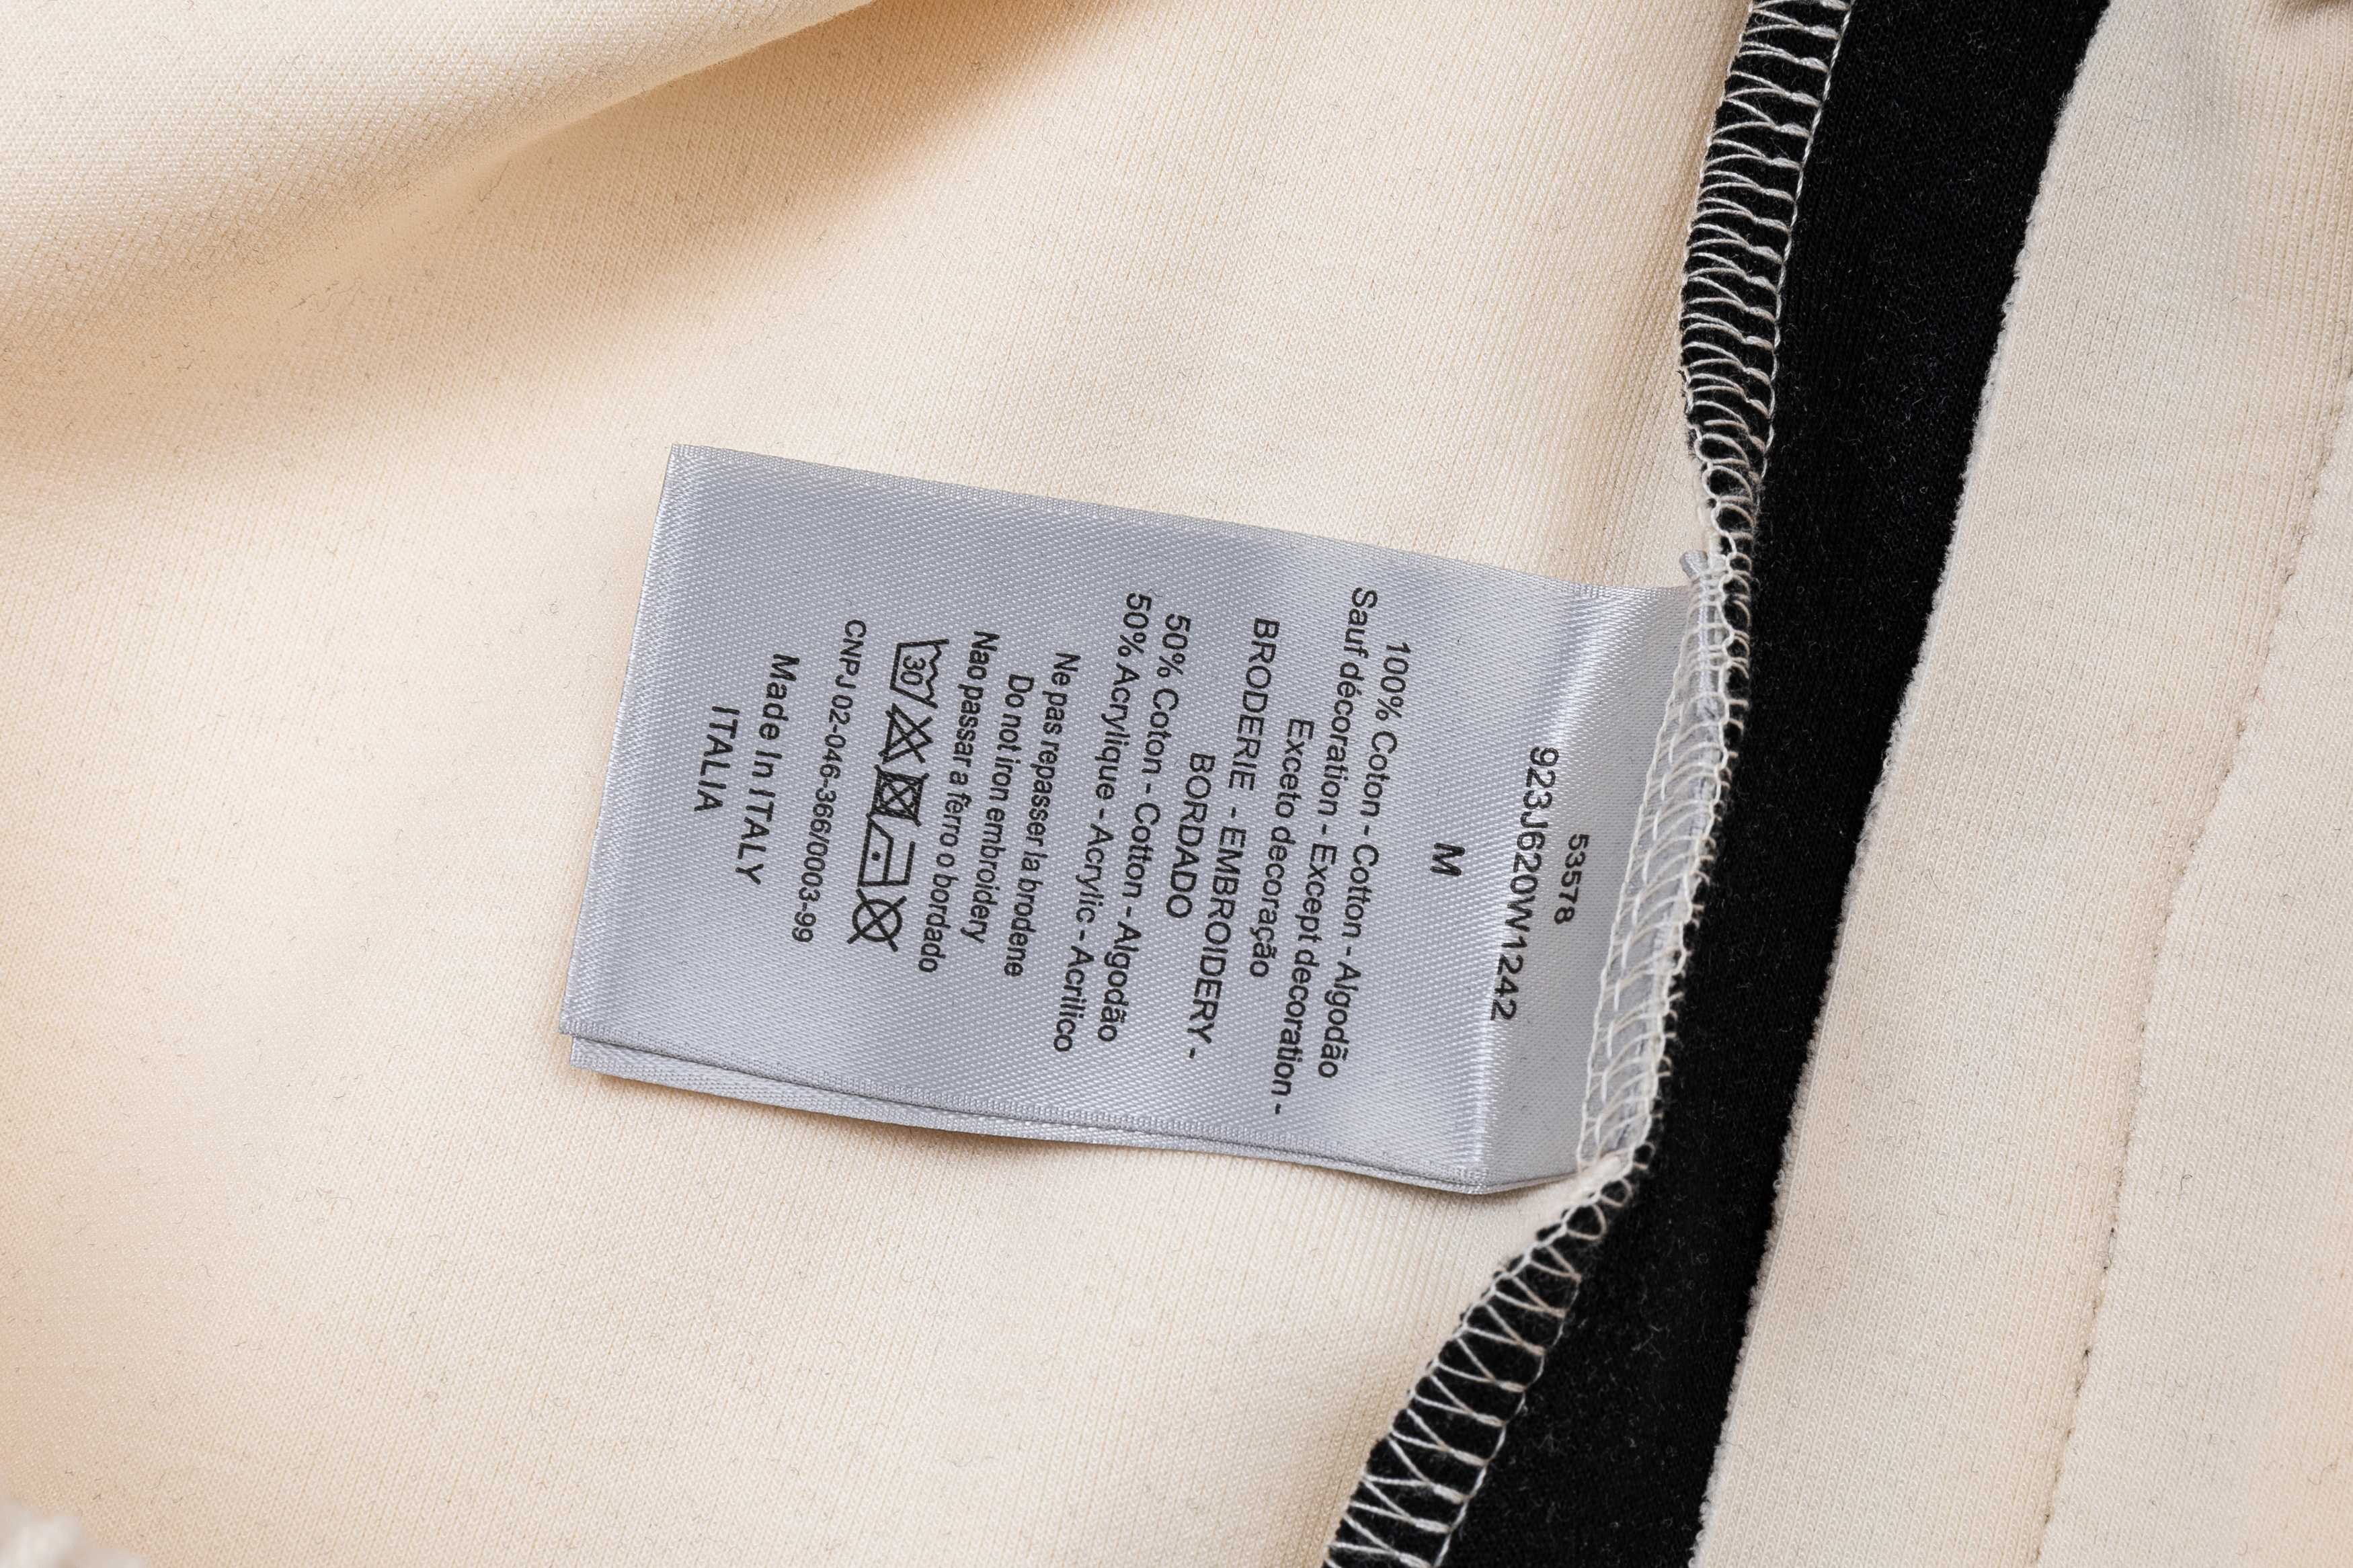 53578
923J620W1242
M
100% Coton - Cotton - Algodão
Sauf décoration - Except decoration -
Exceto decoração
BRODERIE - EMBROIDERY -
BORDADO
50% Coton - Cotton - Algodão
50% Acrylique - Acrylic - Acrilico
Ne pas repasser la brodene
Do not iron embroidery
Nao passar a fèrro o bordado
30
CNPJ 02-046-366/0003-99
Made In ITALY
ITALIA